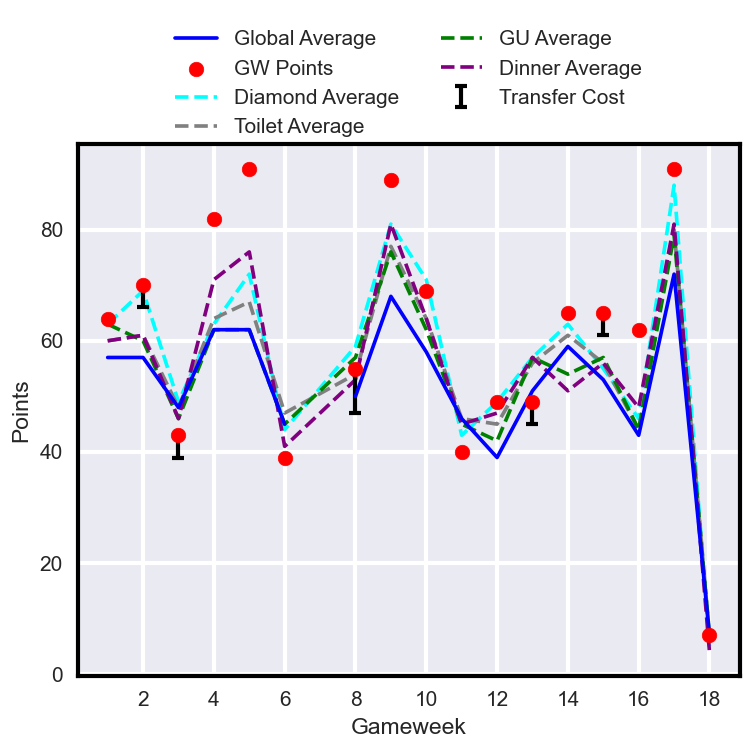 Global Average
GW Points
Diamond Average
Toilet Average
GU Average
Dinner Average
Transfer Cost
Points
80
60
40
20
0
2 4 6 8 10 12 14 16 18
Gameweek